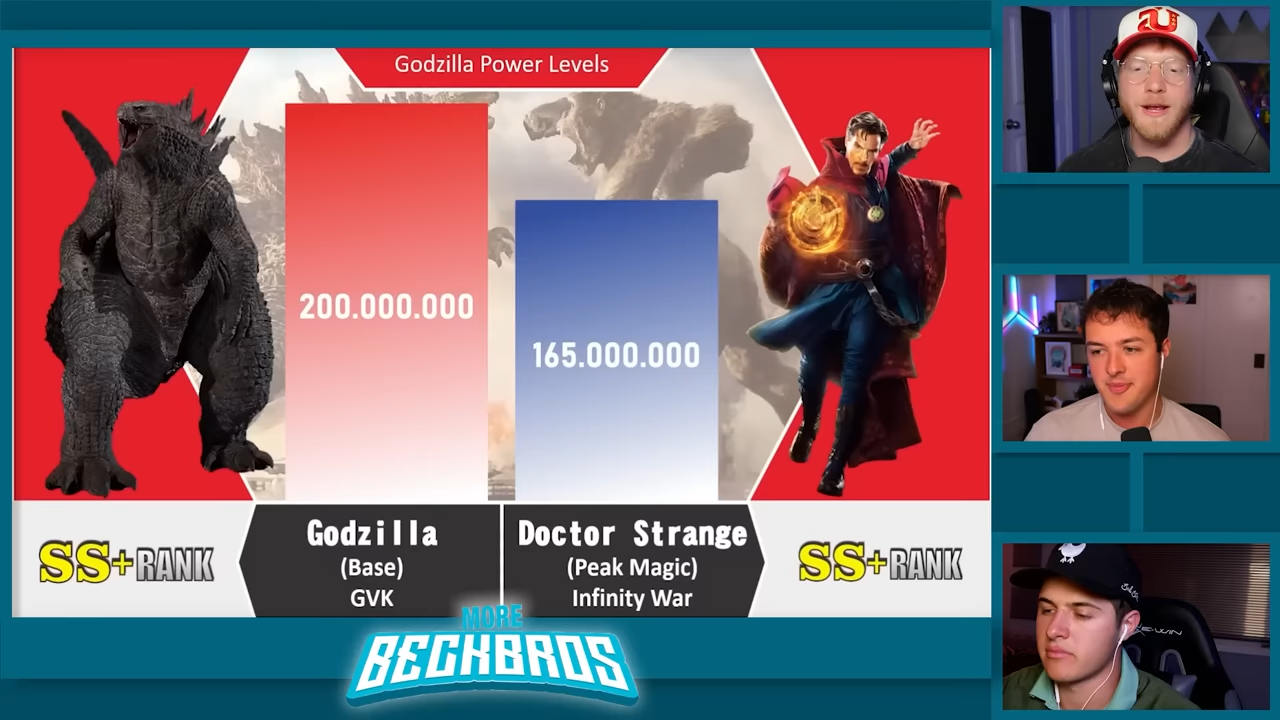 Godzilla Power Levels
200.000.000
165.000.000
SS+RANK
Godzilla
(Base)
GVK
Doctor Strange
(Peak Magic)
Infinity War
SS+RANK
MORE
BECKBROS